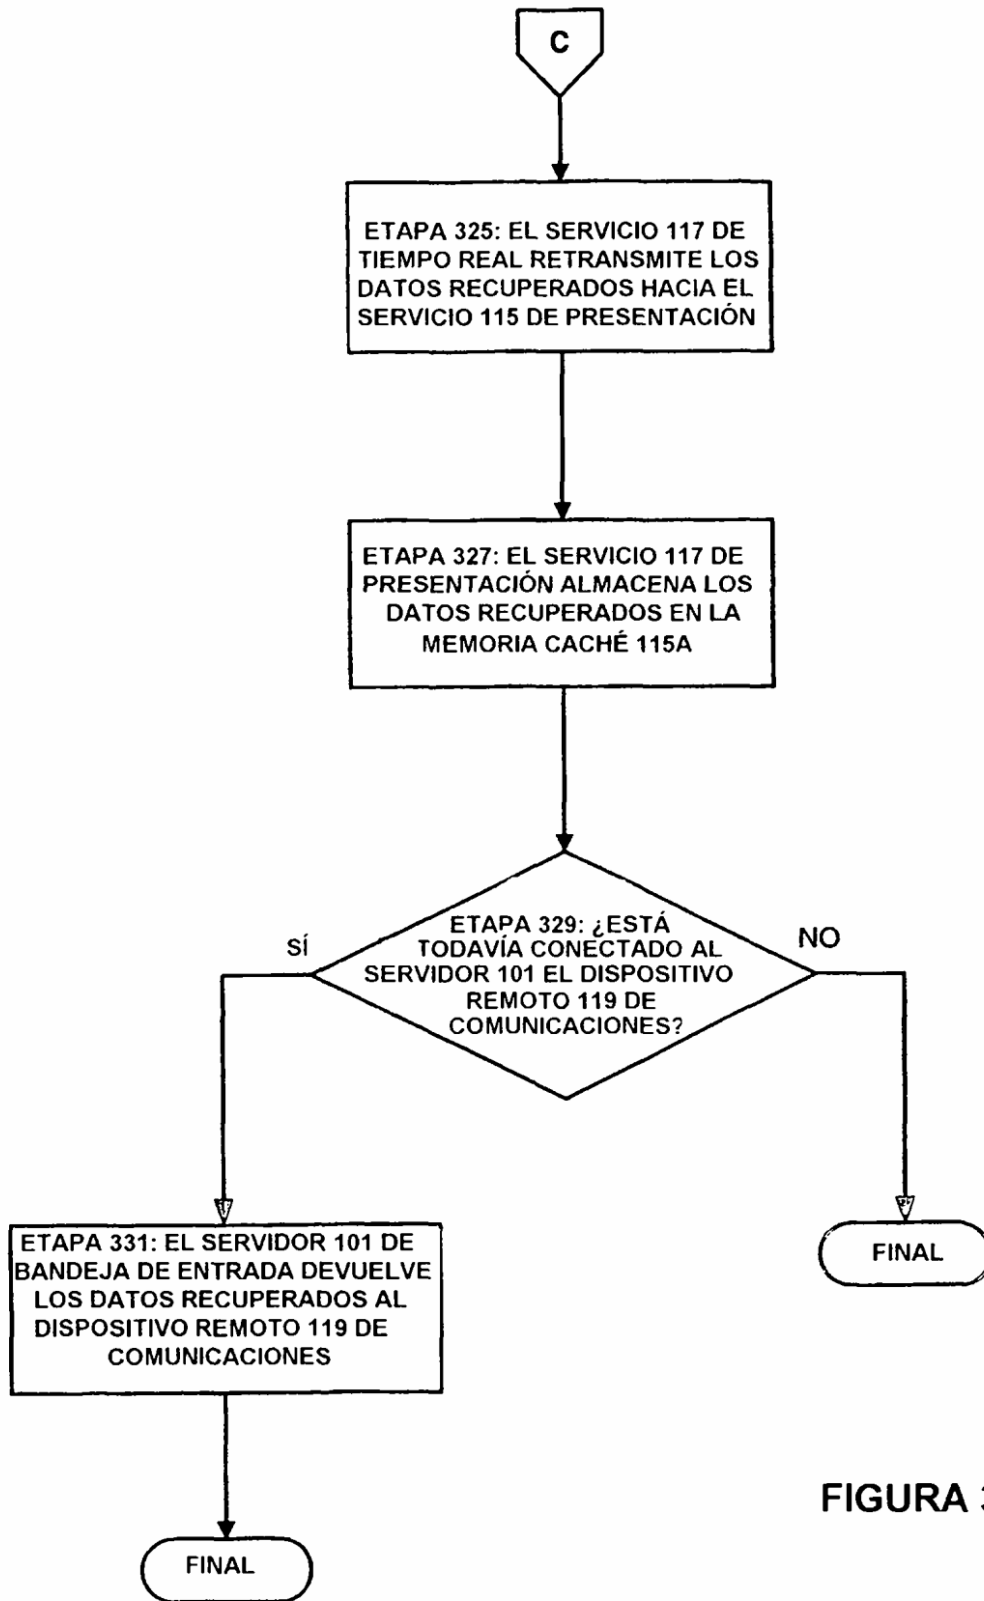 C
ETAPA 325: EL SERVICIO 117 DE
TIEMPO REAL RETRANSMITE LOS
DATOS RECUPERADOS HACIA EL
SERVICIO 115 DE PRESENTACIÓN
ETAPA 327: EL SERVICIO 117 DE
PRESENTACIÓN ALMACENA LOS
DATOS RECUPERADOS EN LA
MEMORIA CACHÉ 115A
ETAPA 329: ¿ESTÁ
TODAVÍA CONECTADO AL
SERVIDOR 101 EL DISPOSITIVO
REMOTO 119 DE
COMUNICACIONES?
SÍ
NO
ETAPA 331: EL SERVIDOR 101 DE
BANDEJA DE ENTRADA DEVUELVE
LOS DATOS RECUPERADOS AL
DISPOSITIVO REMOTO 119 DE
COMUNICACIONES
FINAL
FIGURA
FINAL